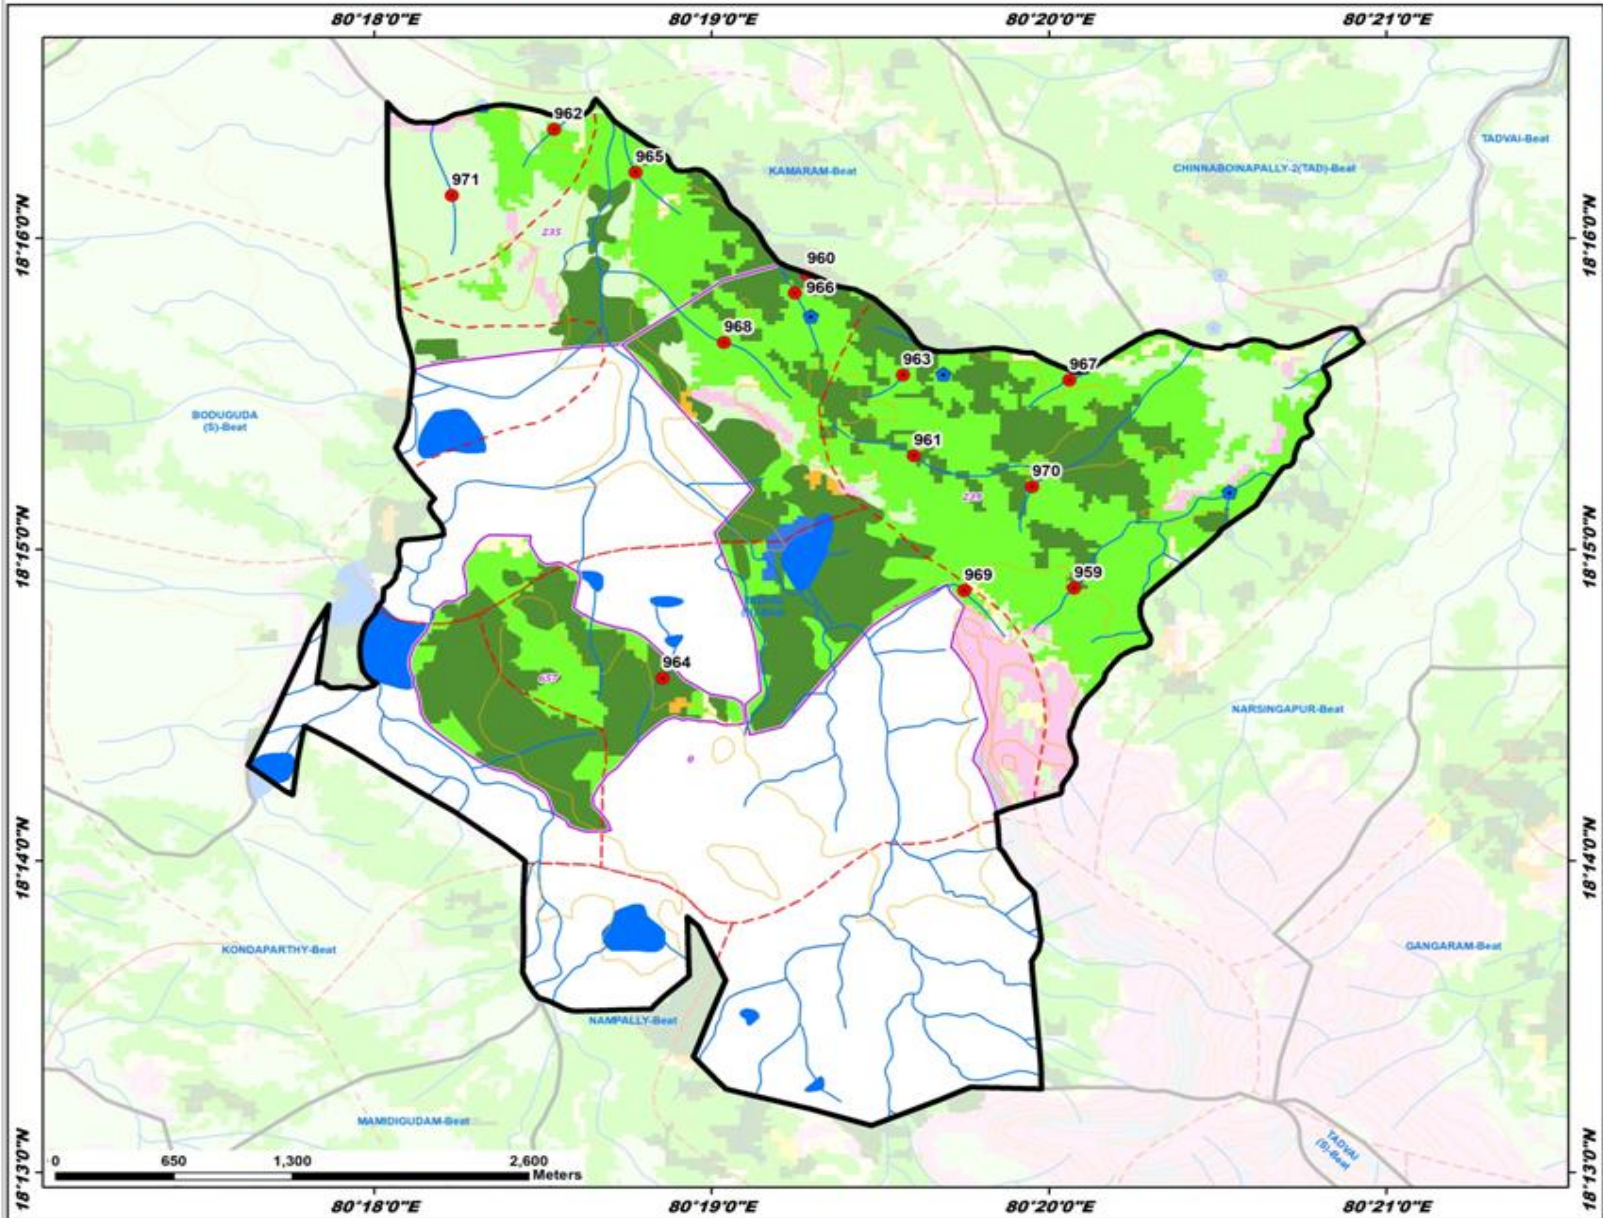 80°18'0"E
80°19'0"E
80°20'0"E
80°21'0"E
962
TADVAI-Beat
965
KAMARAM-Beat
CHINNABOINAPALLY-2(TAD)-Beat
971
18°16'0"N
18°16'0"N
235
960
966
968
963
967
BODUGUDA
(S)-Beat
961
970
239
18°15'0"N
18°15'0"N
969
959
964
657
NARSINGAPUR-Beat
0
18°14'0"N
18°14'0"N
KONDAPARTHY-Beat
GANGARAM-Beat
NAMPALLY-Beat
MAMIDIGUDAM-Beat
TADVAI
(S)-Beat
18°13'0"N
18°13'0"N
0
650
1,300
2,600
Meters
80°18'0"E
80°19'0"E
80°20'0"E
80°21'0"E